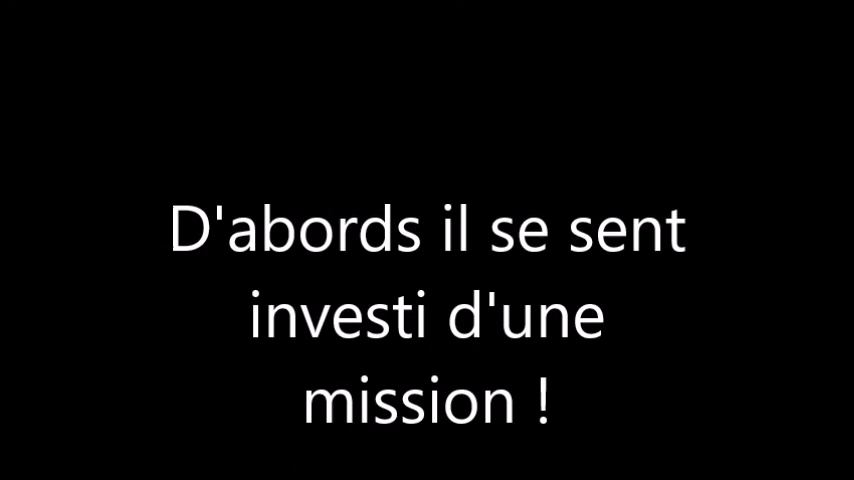 D'abords il se sent
investi d'une
mission !